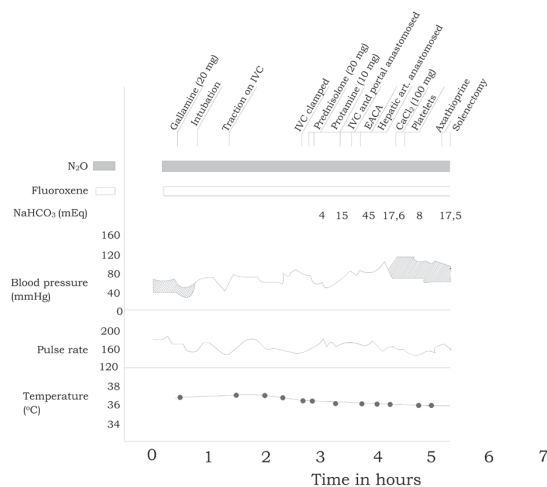 Gallamine (20 mg)
Intubation
Traction on IVC
IVC clamped
Prednisolone (20 mg)
Protamine (10 mg)
IVC and portal anastomosed
EACA
Hepatic art. anastomosed
CaCl₂ (100 mg)
Platelets
Axathioprine
Solenectomy
N₂O
Fluoroxene
NaHCO₃ (mEq) 4 15 45 17,6 8 17,5
160
120
80
40
0
Blood pressure
(mmHg)
200
160
120
Pulse rate
38
36
34
Temperature
(°C)
0 1 2 3 4 5 6 7
Time in hours